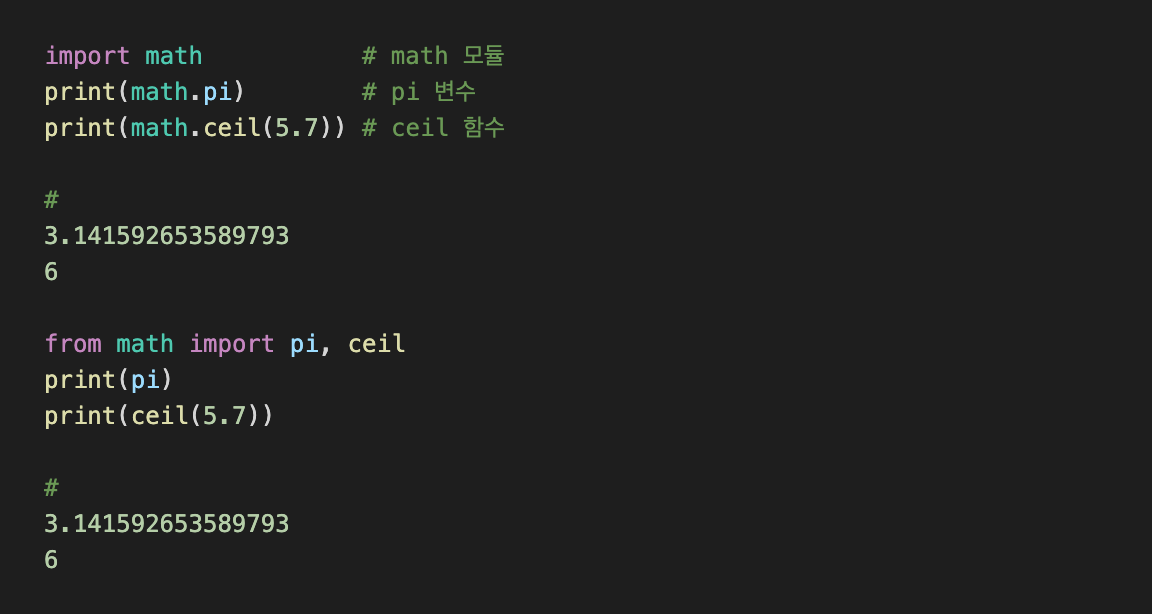 import math           # math 모듈
print(math.pi)        # pi 변수
print(math.ceil(5.7)) # ceil 함수
#
3.141592653589793
6
from math import pi, ceil
print(pi)
print(ceil(5.7))
#
3.141592653589793
6